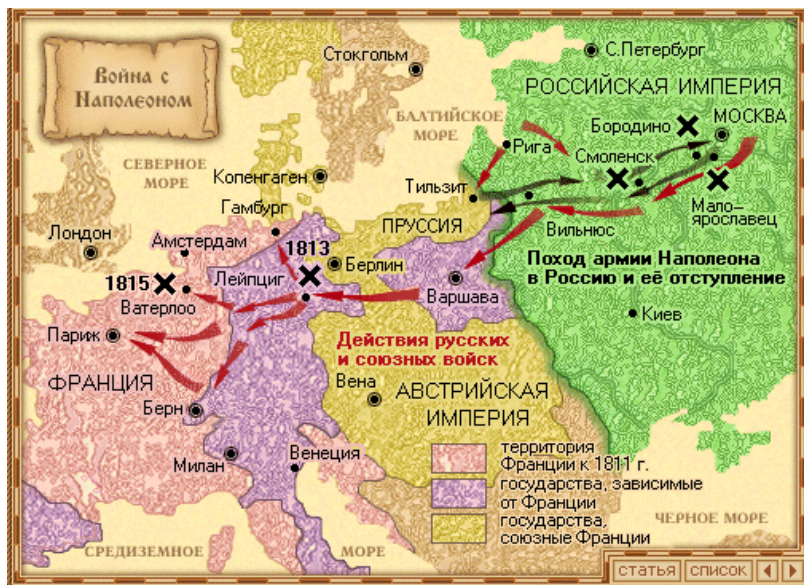 Война с
Наполеоном
Стокгольм
С.Петербург
РОССИЙСКАЯ ИМПЕРИЯ
БАЛТИЙСКОЕ
МОРЕ
Бородино
МОСКВА
Рига
Смоленск
СЕВЕРНОЕ
МОРЕ
Копенгаген
Тильзит
Мало-
ярославец
Гамбург
ПРУССИЯ
Вильнюс
Лондон
Амстердам
1813
Берлин
Поход армии Наполеона
в Россию и её отступление
1815
Лейпциг
Варшава
Ватерлоо
Киев
Париж
Действия русских
и союзных войск
ФРАНЦИЯ
Вена
АВСТРИЙСКАЯ
ИМПЕРИЯ
Берн
Милан
Венеция
территория
Франции к 1811 г.
государства, зависимые
от Франции
государства,
союзные Франции
ЧЕРНОЕ МОРЕ
СРЕДИЗЕМНОЕ МОРЕ
статья список